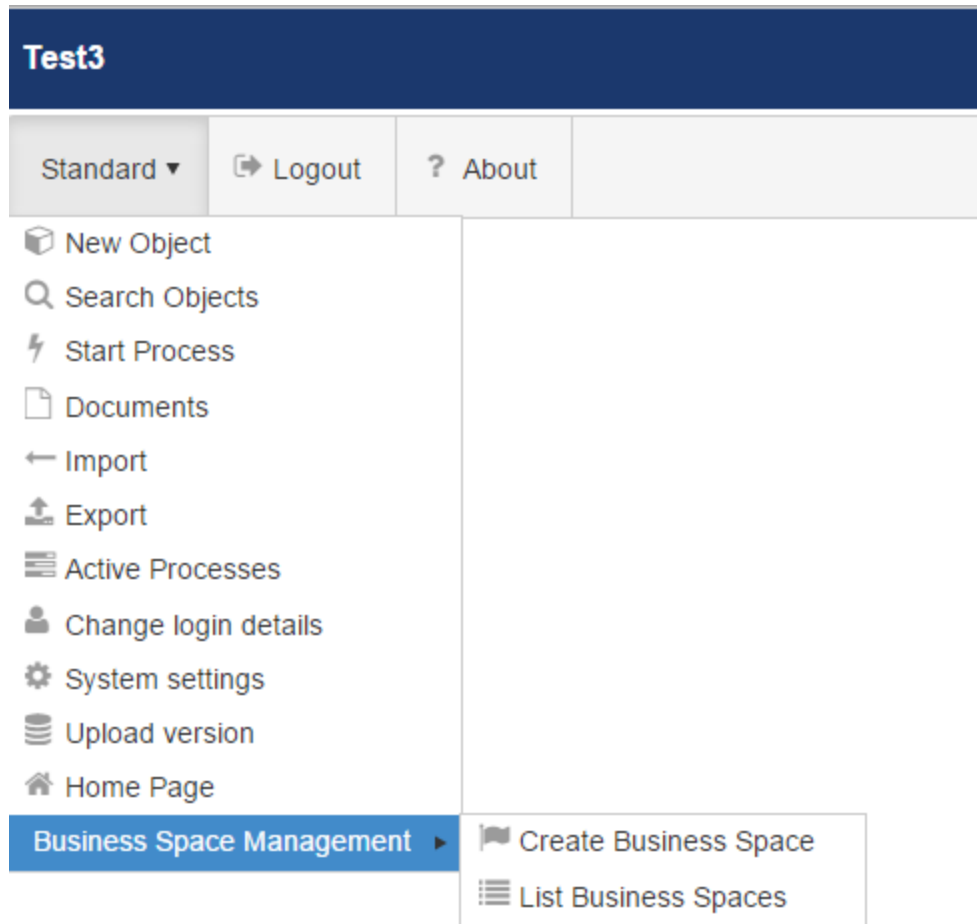 Test3
Standard ▾ Logout ? About
New Object
Search Objects
Start Process
Documents
Import
Export
Active Processes
Change login details
System settings
Upload version
Home Page
Business Space Management ▸ Create Business Space
List Business Spaces